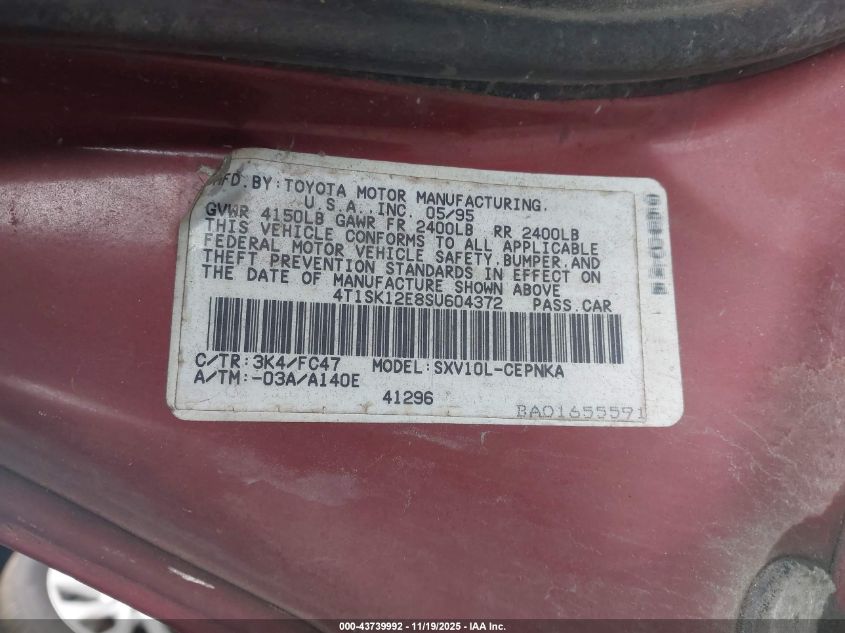 MFD. BY: TOYOTA MOTOR MANUFACTURING,
U.S.A., INC. 05/95
GVWR 4150LB GAWR FR 2400LB RR 2400LB
THIS VEHICLE CONFORMS TO ALL APPLICABLE
FEDERAL MOTOR VEHICLE SAFETY, BUMPER, AND
THEFT PREVENTION STANDARDS IN EFFECT ON
THE DATE OF MANUFACTURE SHOWN ABOVE
4T1SK12E8SU604372 PASS. CAR
C/TR: 3K4/FC47 MODEL: SXV10L-CEPNKA
A/TM: -03A/A140E
41296
BA01655591
000-43739992 — 11/19/2025 — IAA Inc.